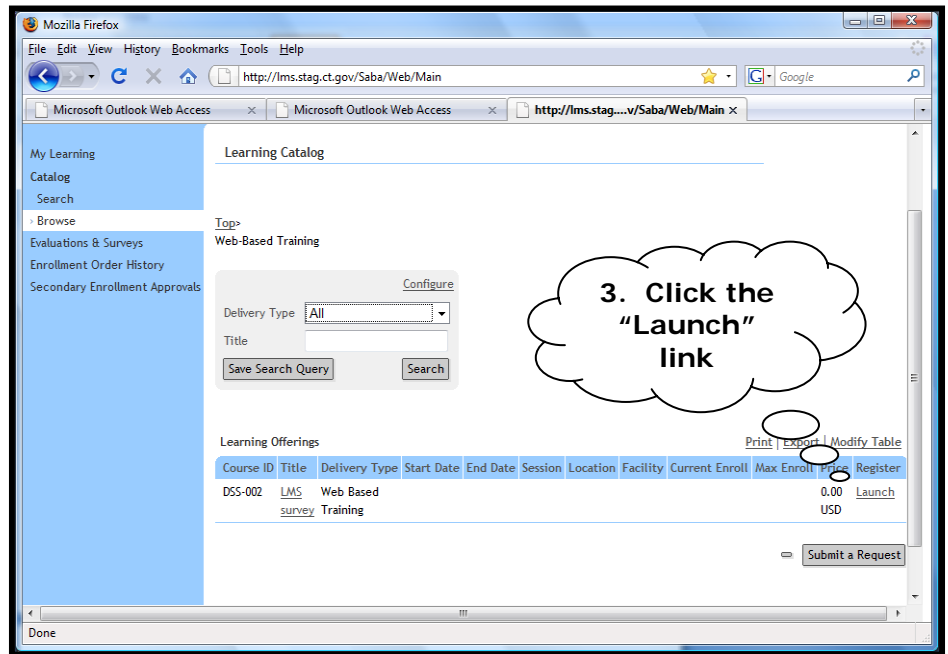 Mozilla Firefox
File Edit View History Bookmarks Tools Help
http://lms.stag.ct.gov/Saba/Web/Main
G Google
Microsoft Outlook Web Access
Microsoft Outlook Web Access
http://lms.stag....v/Saba/Web/Main
My Learning
Catalog
Search
› Browse
Evaluations & Surveys
Enrollment Order History
Secondary Enrollment Approvals
Learning Catalog
Top>
Web-Based Training
Configure
Delivery Type All
Title
Save Search Query Search
3. Click the
“Launch”
link
Learning Offerings Print | Export | Modify Table
Course ID Title Delivery Type Start Date End Date Session Location Facility Current Enroll Max Enroll Price Register
DSS-002 LMS Web Based 0.00 Launch
survey Training USD
Submit a Request
Done